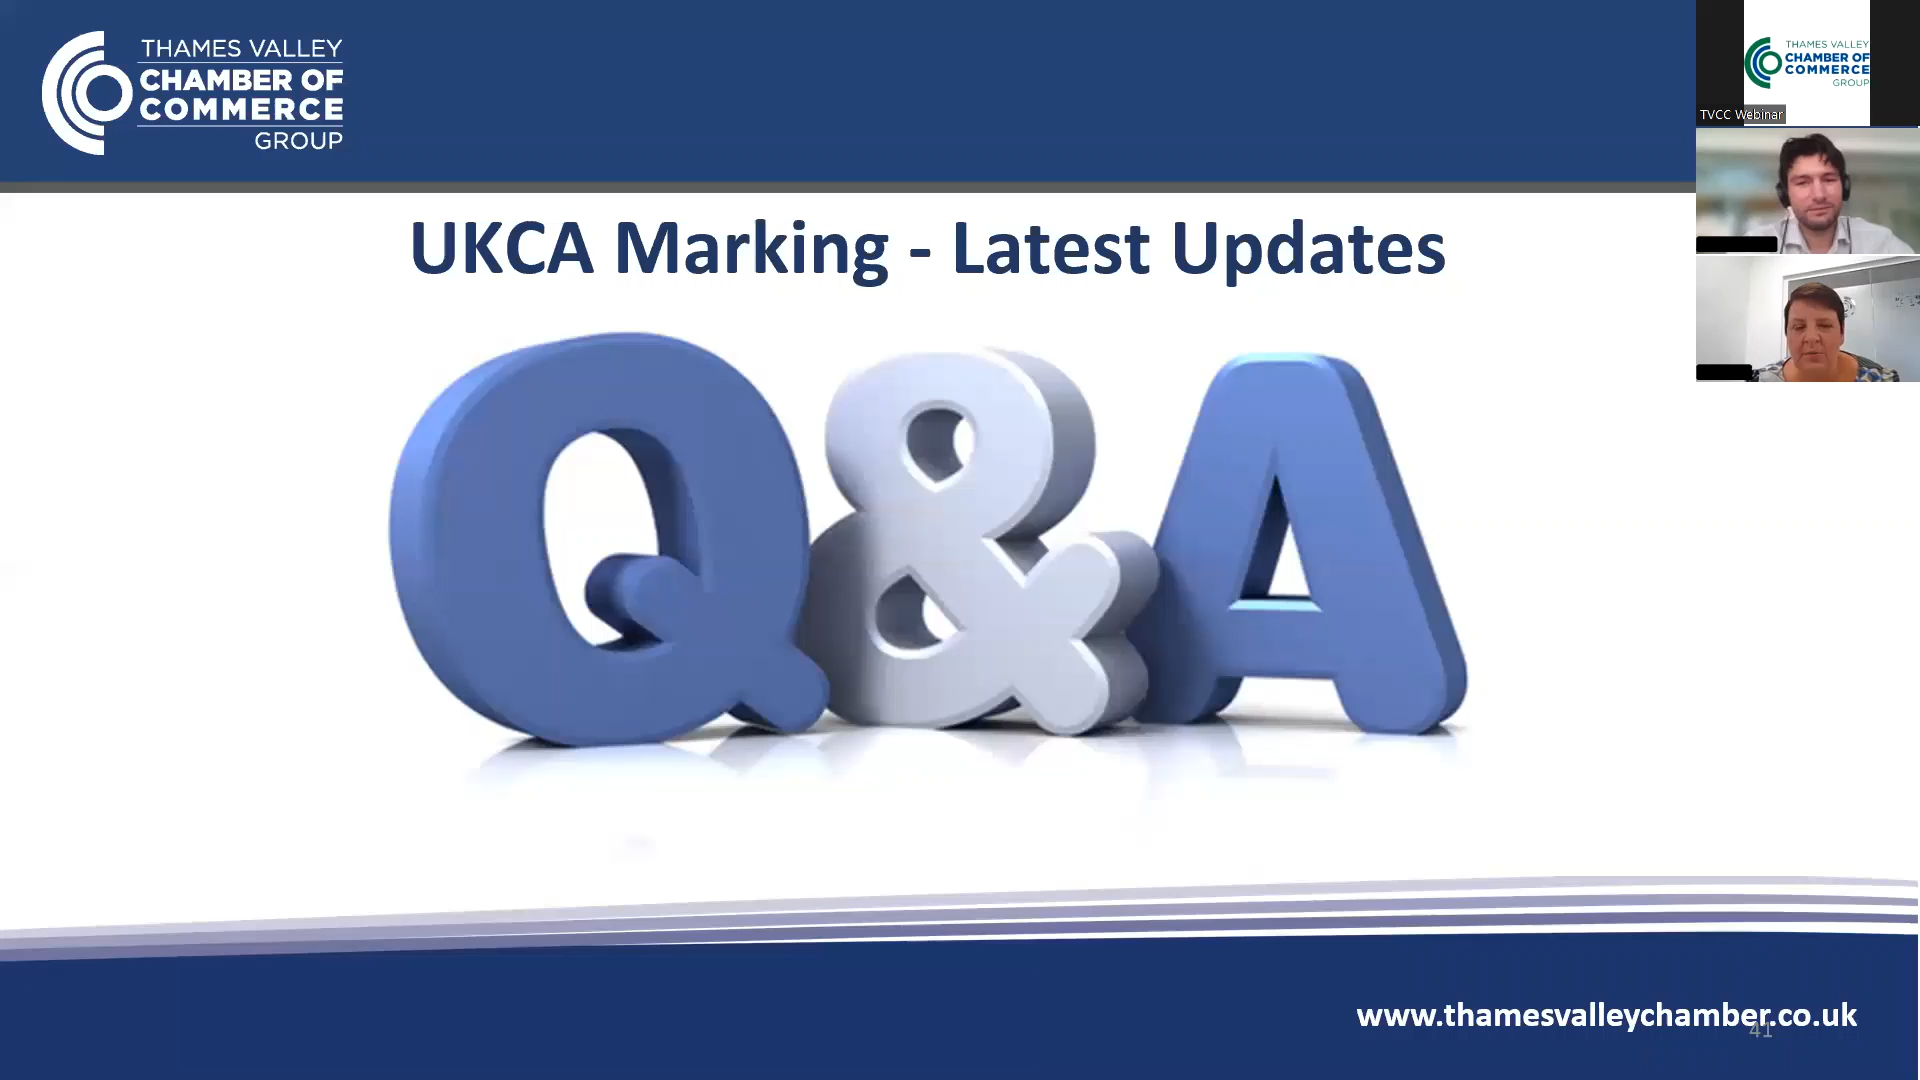 THAMES VALLEY
CHAMBER OF
COMMERCE
GROUP
THAMES VALLEY
CHAMBER OF
COMMERCE
GROUP
TVCC Webinar
UKCA Marking - Latest Updates
Q&A
www.thamesvalleychamber.co.uk
41